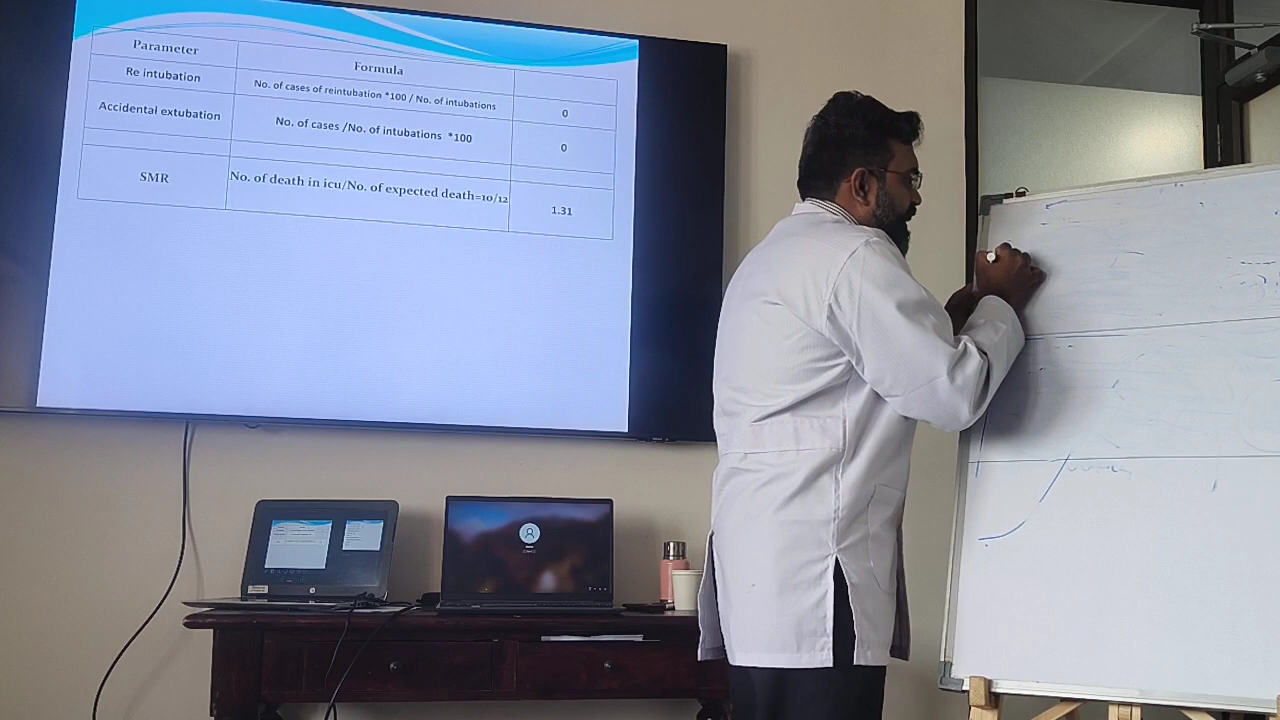 Parameter Formula
Re intubation No. of cases of reintubation *100 / No. of intubations 0
Accidental extubation No. of cases /No. of intubations *100 0
SMR No. of death in icu/No. of expected death=10/12 1.31